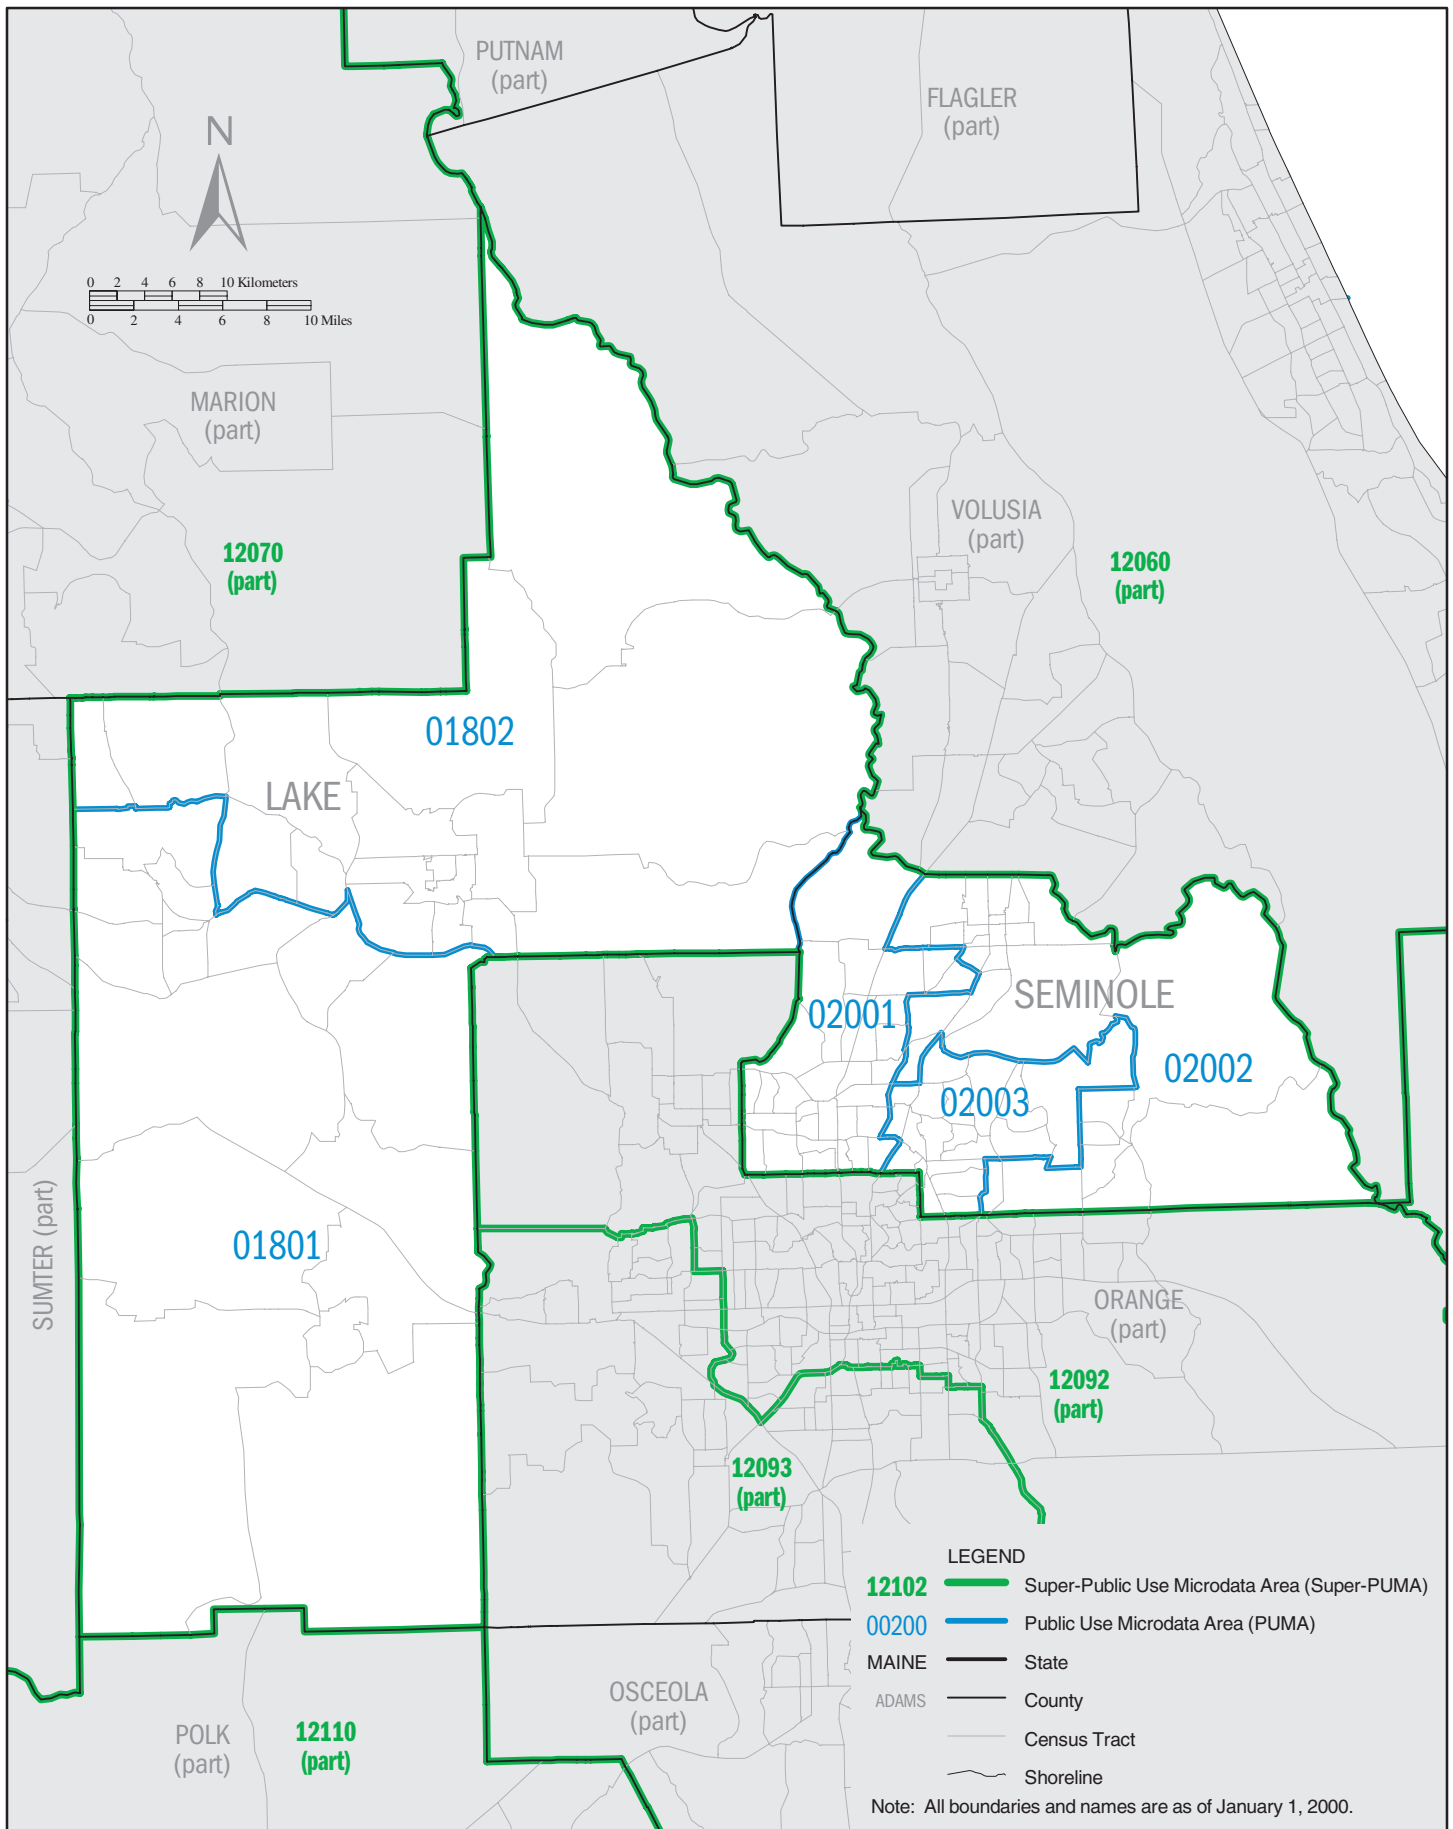 PUTNAM
(part)
FLAGLER
(part)
N
0 2 4 6 8 10 Kilometers
0 2 4 6 8 10 Miles
MARION
(part)
VOLUSIA
(part)
12070
(part)
12060
(part)
01802
LAKE
SEMINOLE
02001
02002
02003
SUMTER (part)
01801
ORANGE
(part)
12092
(part)
12093
(part)
OSCEOLA
(part)
POLK
(part)
12110
(part)
LEGEND
12102 Super-Public Use Microdata Area (Super-PUMA)
00200 Public Use Microdata Area (PUMA)
MAINE State
ADAMS County
Census Tract
Shoreline
Note: All boundaries and names are as of January 1, 2000.